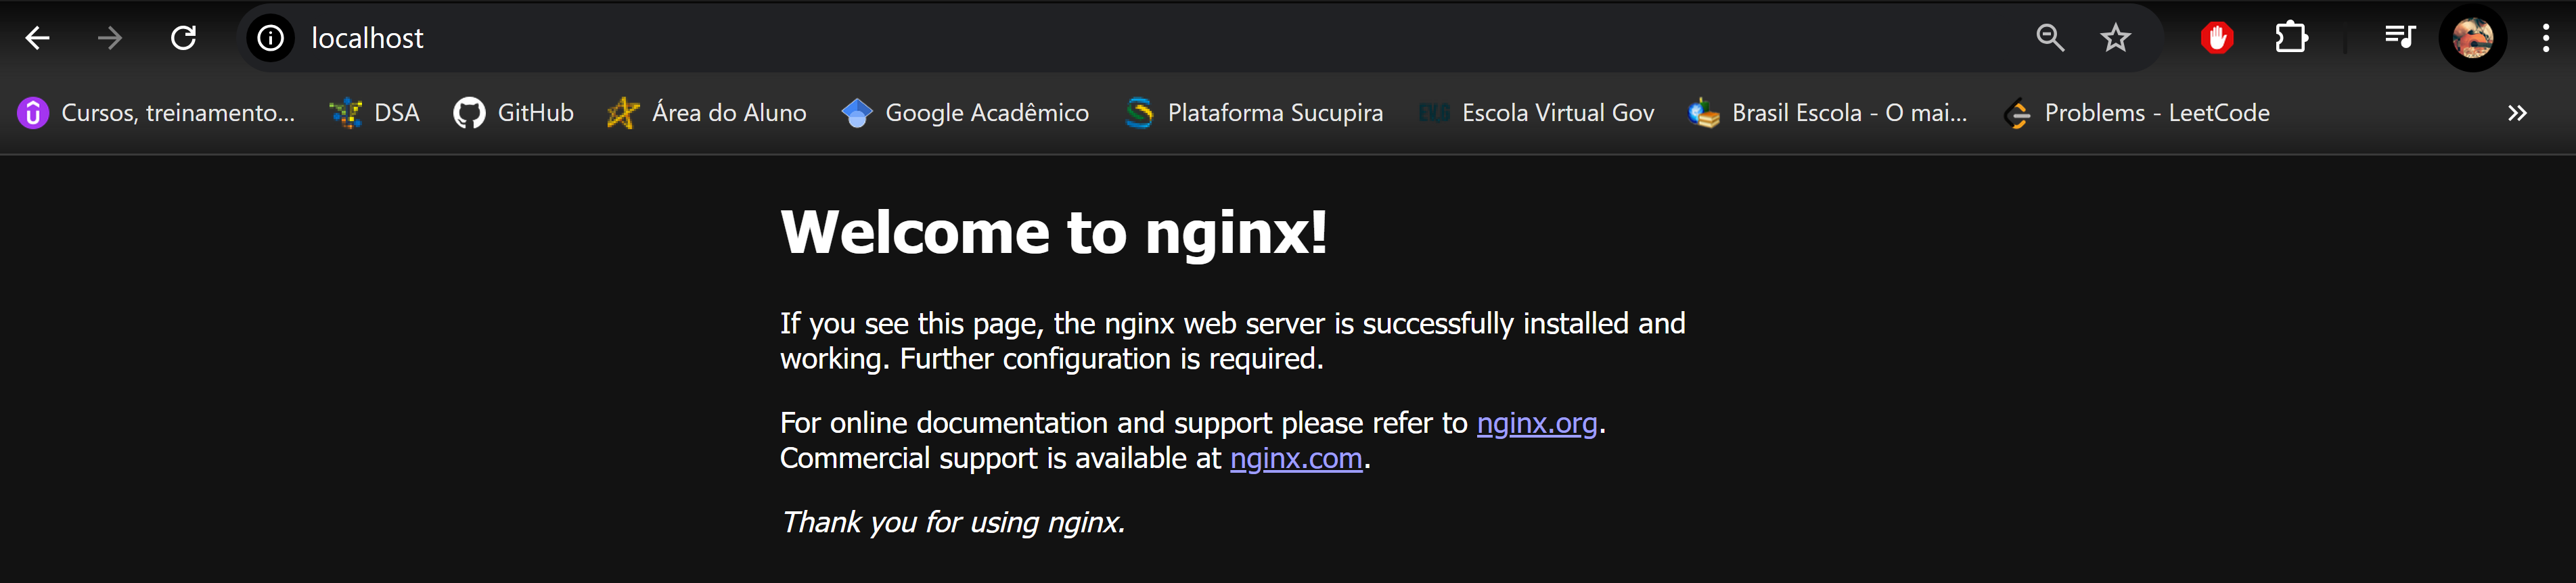 localhost
Cursos, treinamento...
DSA
GitHub
Área do Aluno
Google Acadêmico
Plataforma Sucupira
EV.G
Escola Virtual Gov
Brasil Escola - O mai...
Problems - LeetCode
Welcome to nginx!
If you see this page, the nginx web server is successfully installed and
working. Further configuration is required.
For online documentation and support please refer to nginx.org.
Commercial support is available at nginx.com.
Thank you for using nginx.